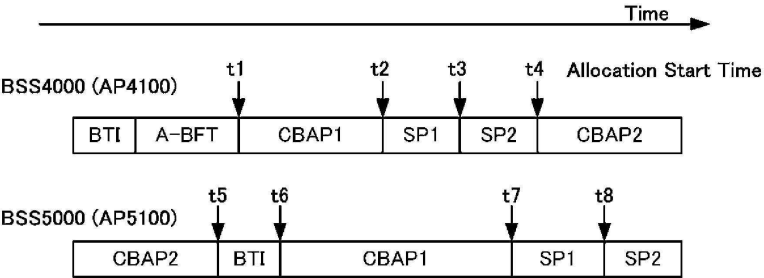 Time
t1 t2 t3 t4 Allocation Start Time
BSS4000 (AP4100)
BTI A-BFT CBAP1 SP1 SP2 CBAP2
t5 t6 t7 t8
BSS5000 (AP5100)
CBAP2 BTI CBAP1 SP1 SP2